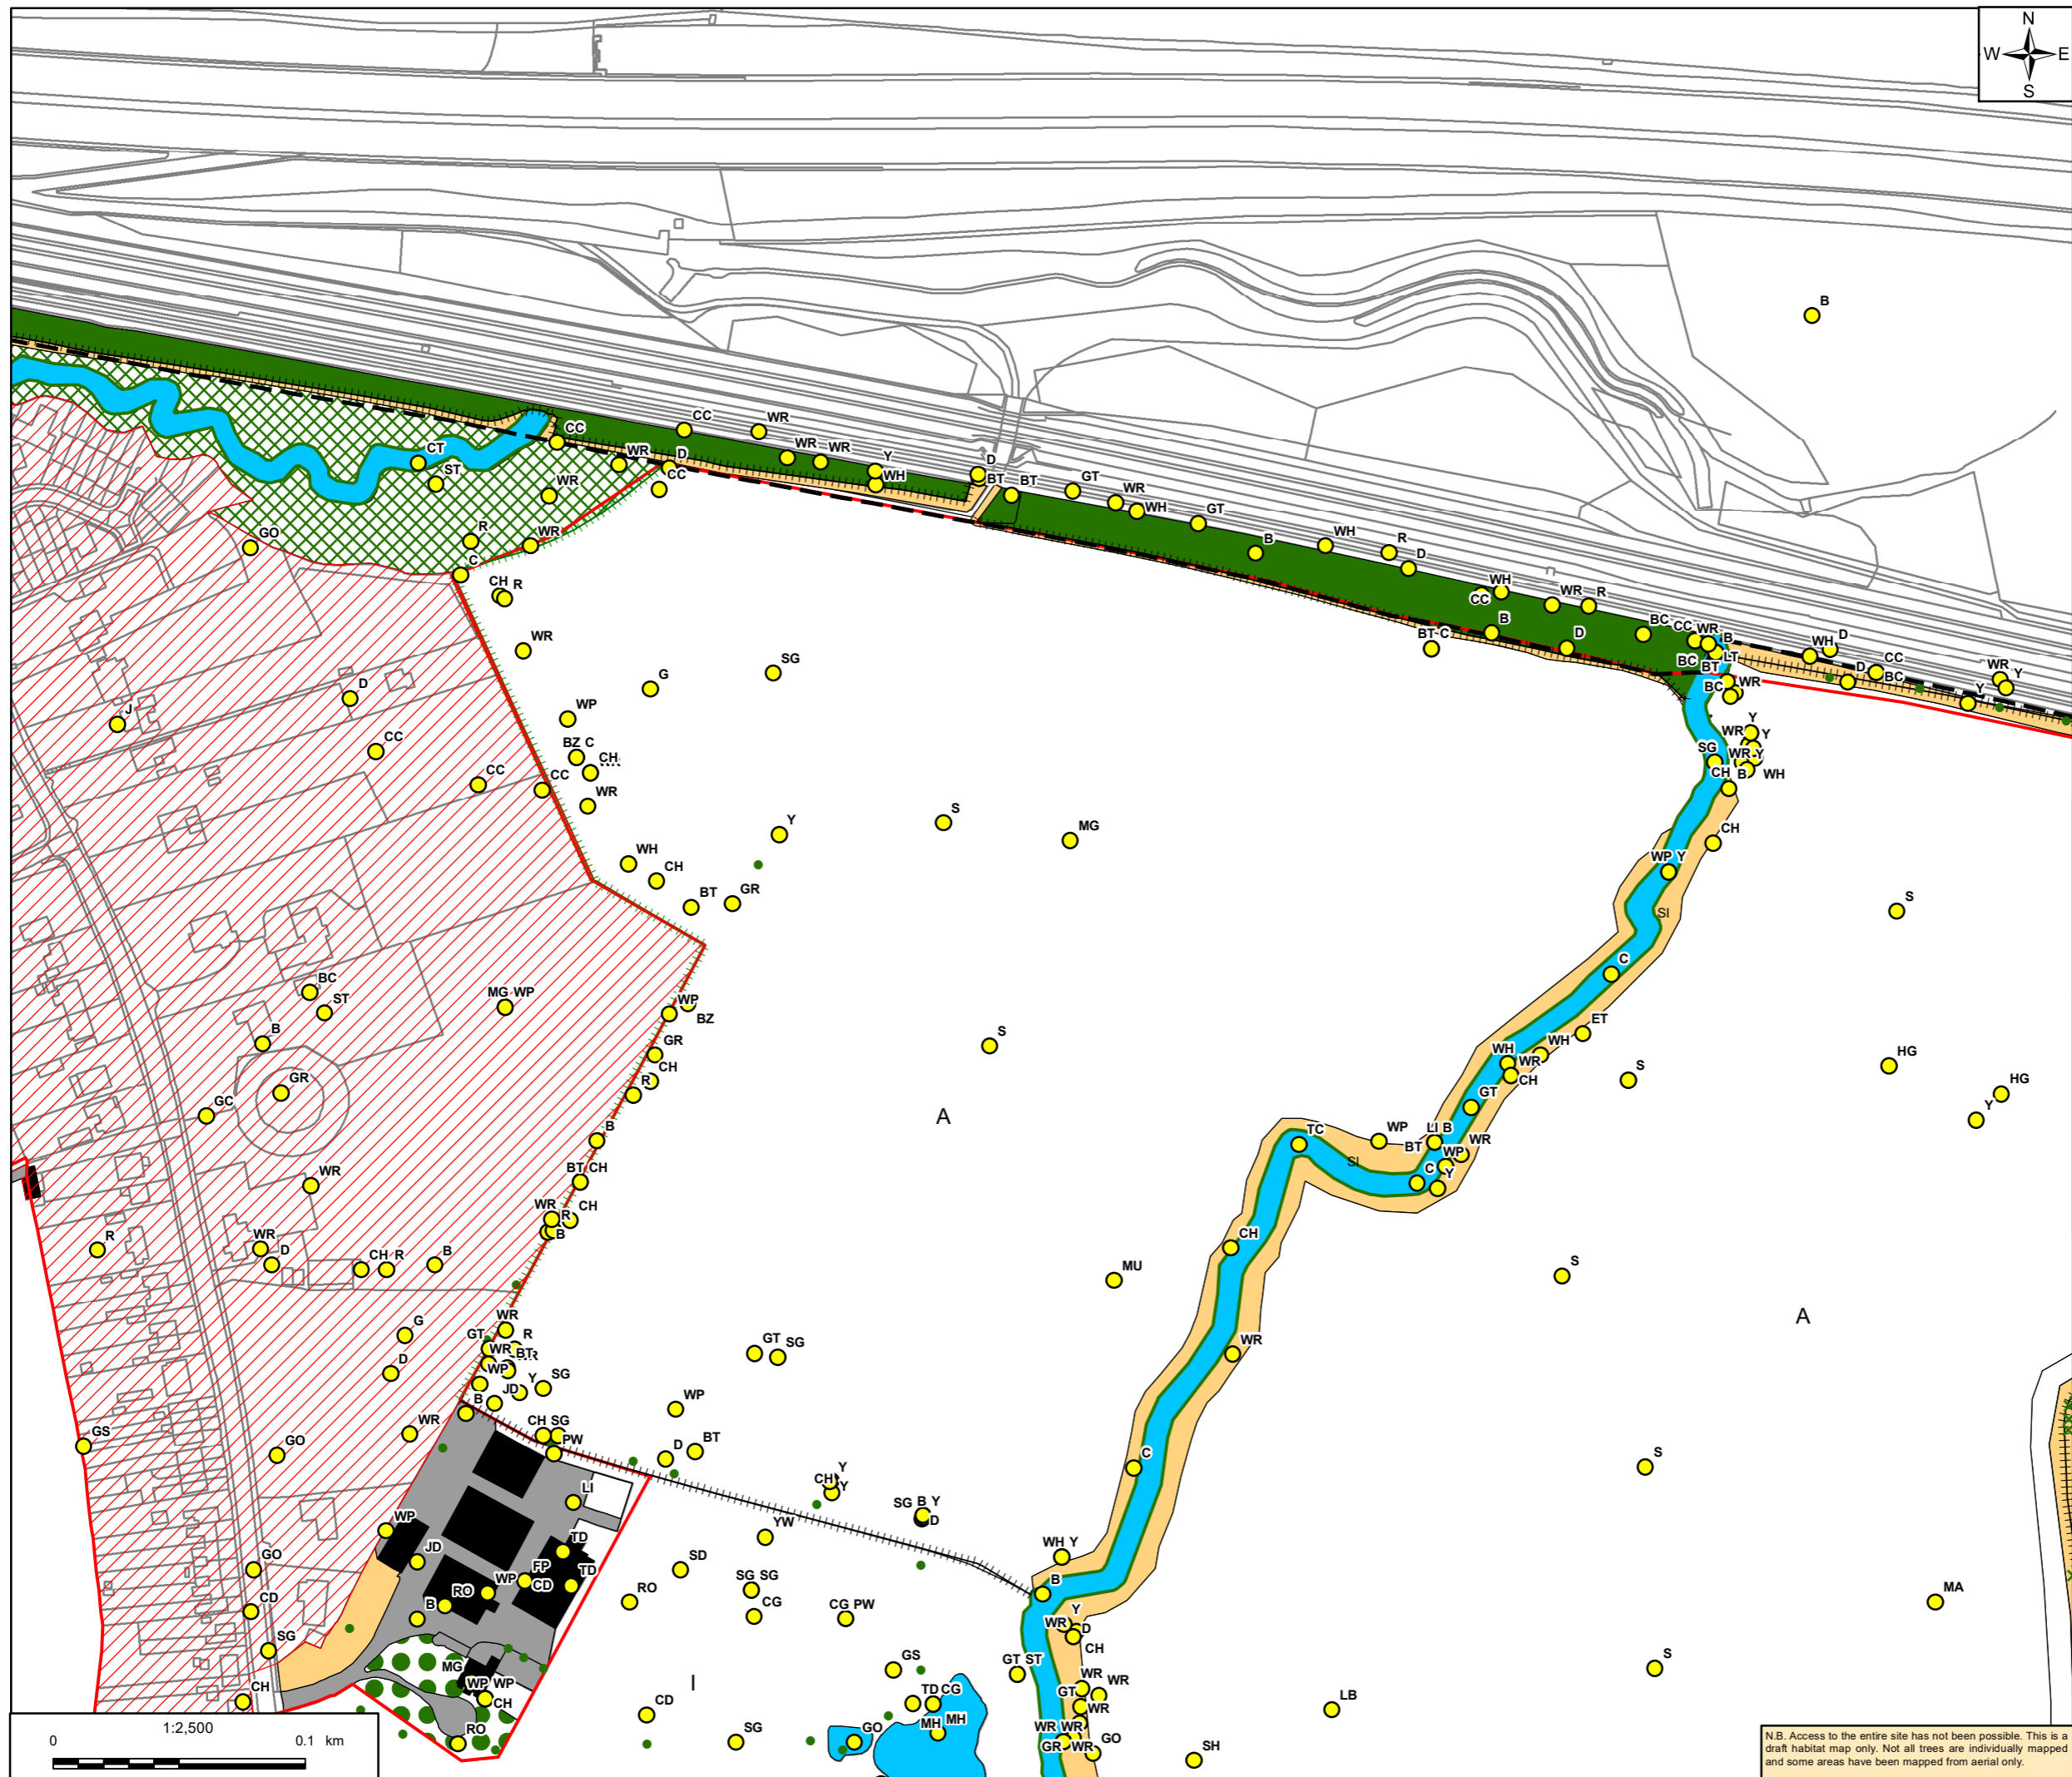 N
W E
S
B
CC
CC
WR
WR
WR
Y
WH
WR
D
CC
D
BT
BT
GT
WR
WH
GT
B
WH
R
D
WH
CC
WR
R
B
D
BT C
BC
CC
WR
B
BC
BT
LT
BC
WR
WH
D
D
CC
BC
WR
Y
Y
CT
ST
WR
R
WR
C
GO
CH
R
WR
G
SG
WP
D
J
BZ C
CH
CC
CC
CC
WR
WR
Y
Y
SG
WR
Y
CH
B
WH
Y
S
MG
CH
WH
CH
WP Y
BT
GR
SI
S
C
BC
ST
MG WP
WP
BZ
B
ET
GR
S
WH
WH
WR
CH
HG
CH
R
S
GR
GC
GT
HG
Y
A
B
TC
WP
LI B
BT
WR
WP
SI
C
Y
BT CH
WR
WR
R
CH
B
R
WR
D
CH R
B
CH
MU
S
A
G
WR
GT
R
WR
BT
WP
GT
SG
WR
D
Y
SG
JD
B
WP
WR
CH SG
PW
D
BT
C
S
GS
GO
Y
CH
Y
LI
SG B Y
D
WP
YW
TD
JD
WH Y
GO
SD
FP
CD
TD
WP
RO
B
RO
SG SG
CG
CG PW
B
CD
MA
Y
WR
D
CH
SG
MG
GS
GT ST
S
WP
WP
CH
WR
WR
GT
CH
I
CD
TD
CG
WR
LB
MH
MH
RO
SG
GO
WR
WR
GR
WR
GO
SH
1:2,500
0 0.1 km
N.B. Access to the entire site has not been possible. This is a
draft habitat map only. Not all trees are individually mapped
and some areas have been mapped from aerial only.